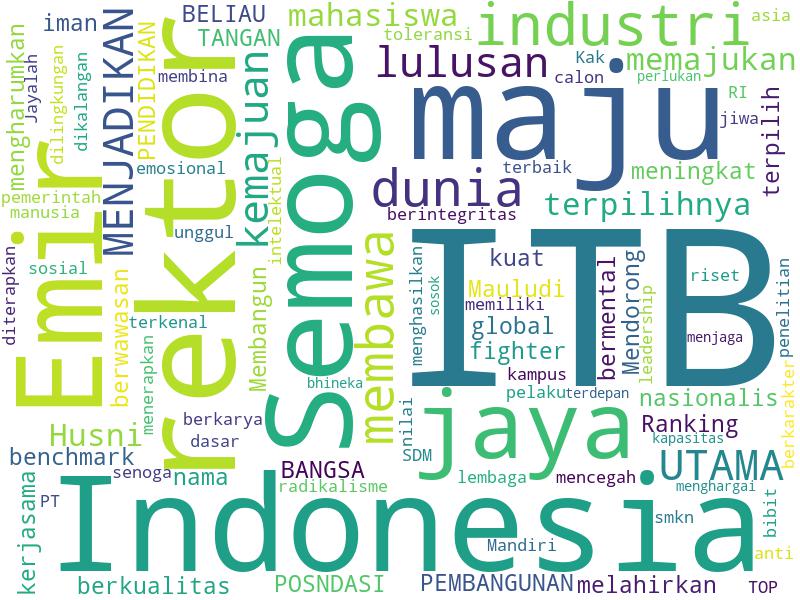 mengharumkan
Jayalah
iman
dilingkungan
dikalangan
MENJADIKAN
PENDIDIKAN
BELIAU
TANGAN
membina
rektor
emosional
kemajuan
mahasiswa
toleransi
Semoga
lulusan
industri
asia
Kak
calon
memajukan
perlukan
RI
maju
jiwa
terpilih
terbaik
meningkat
dunia
berintegritas
terpilihnya
pemerintah
manusia
Emir
unggul
intelektual
diterapkan
sosial
berwawasan
terkenal
menerapkan
Membangun
membawa
bhineka
ITB
menghasilkan
sosok
kuat
Mauludi
memiliki
global
fighter
kampus
bermental
Mendorong
leadership
riset
menjaga
penelitian
pelaku
terdepan
nasionalis
berkarakter
Husni
berkarya
dasar
nilai
jaya
Ranking
kapasitas
benchmark
senoga
nama
BANGSA
radikalisme
SDM
lembaga
mencegah
UTAMA
menghargai
kerjasama
PT
Indonesia
Mandiri
smkn
bibit
anti
berkualitas
POSNDASI
PEMBANGUNAN
melahirkan
TOP